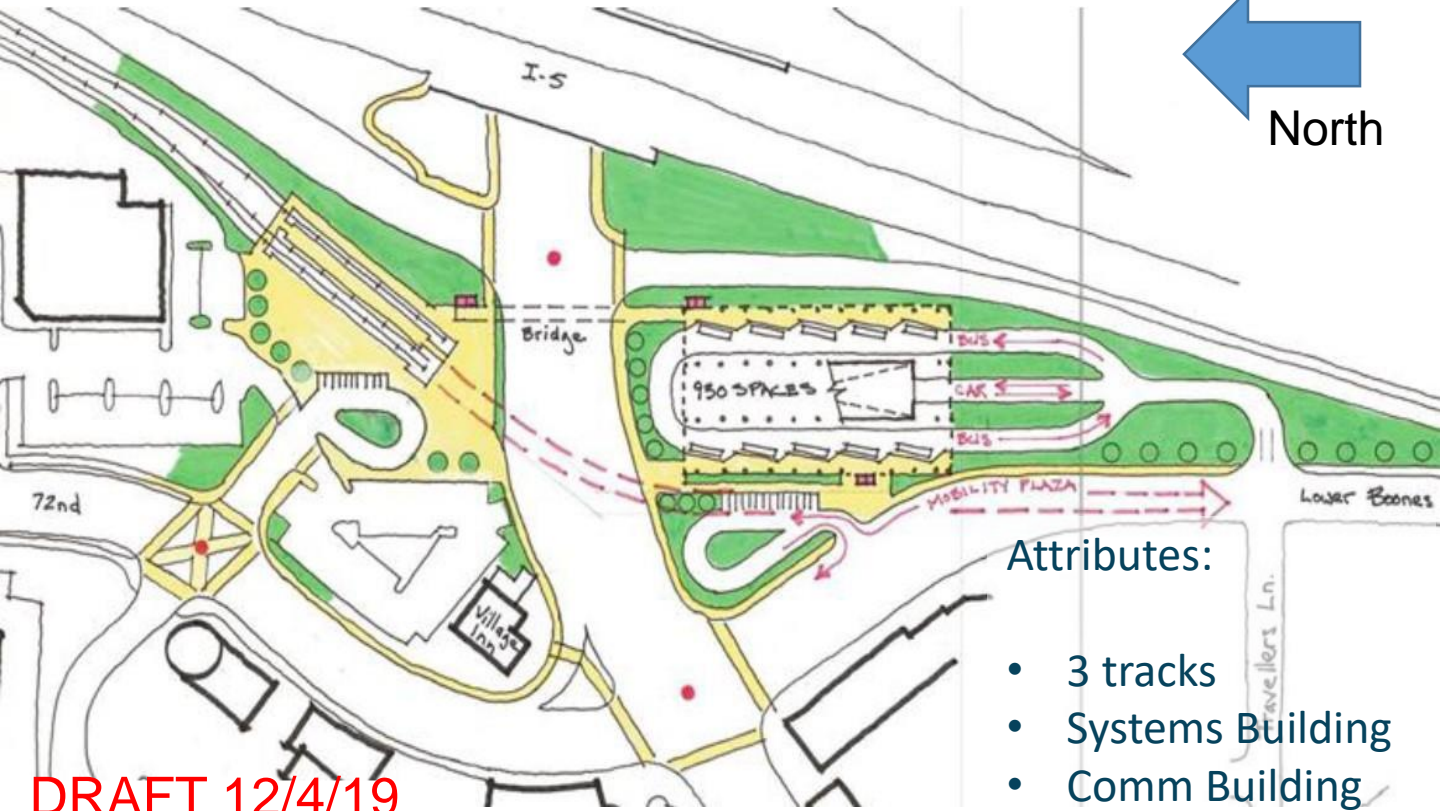 I-5
North
Bridge
BUS
930 SPACES
CAR
BUS
72nd
MOBILITY PLAZA
Lower Boones
Village
Inn
Travellers Ln.
Attributes:
• 3 tracks
• Systems Building
• Comm Building
DRAFT 12/4/19